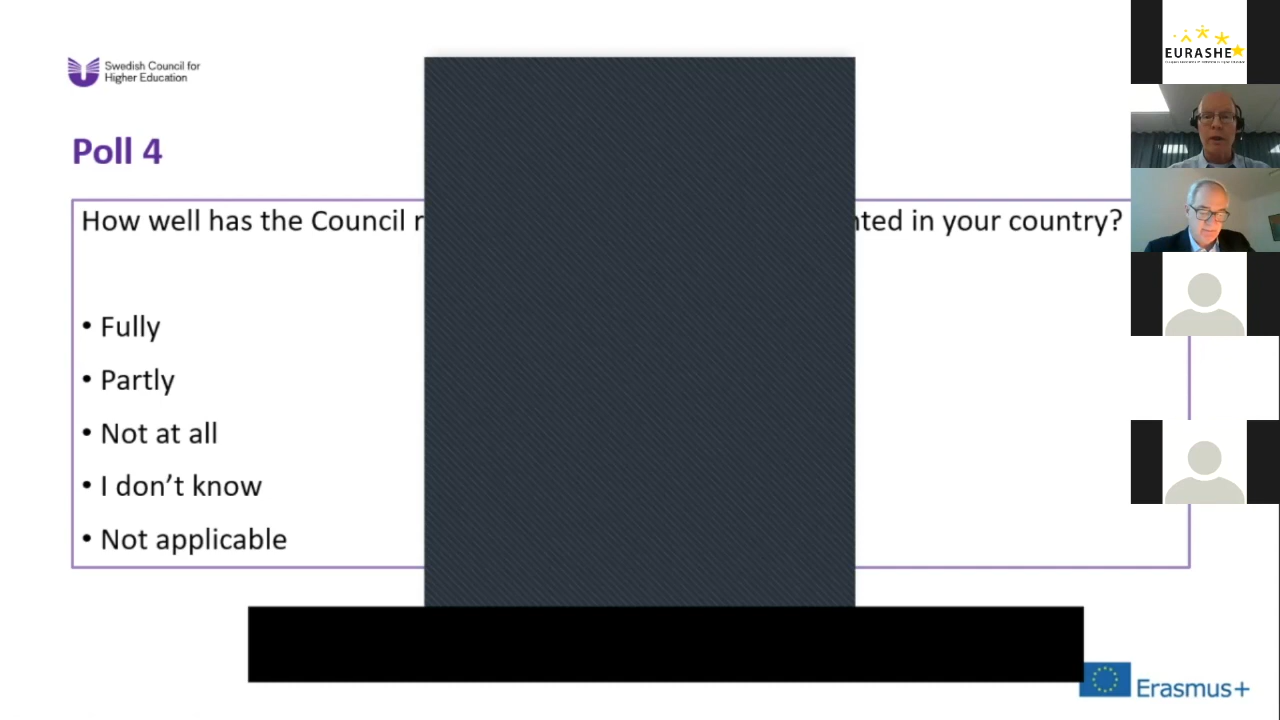 Swedish Council for
Higher Education
EURASHE
Poll 4
How well has the Council nted in your country?
• Fully
• Partly
• Not at all
• I don't know
• Not applicable
Erasmus+